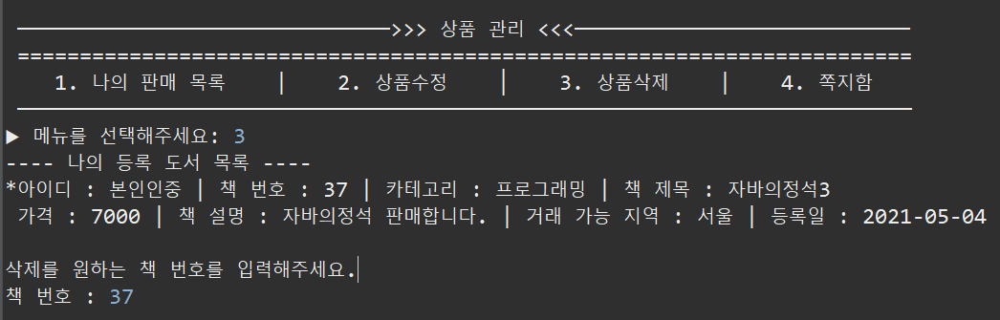 >>> 상품 관리 <<<
======================================================================
1. 나의 판매 목록 | 2. 상품수정 | 3. 상품삭제 | 4. 쪽지함
▶ 메뉴를 선택해주세요: 3
---- 나의 등록 도서 목록 ----
*아이디 : 본인인중 | 책 번호 : 37 | 카테고리 : 프로그래밍 | 책 제목 : 자바의정석3
가격 : 7000 | 책 설명 : 자바의정석 판매합니다. | 거래 가능 지역 : 서울 | 등록일 : 2021-05-04
삭제를 원하는 책 번호를 입력해주세요.
책 번호 : 37